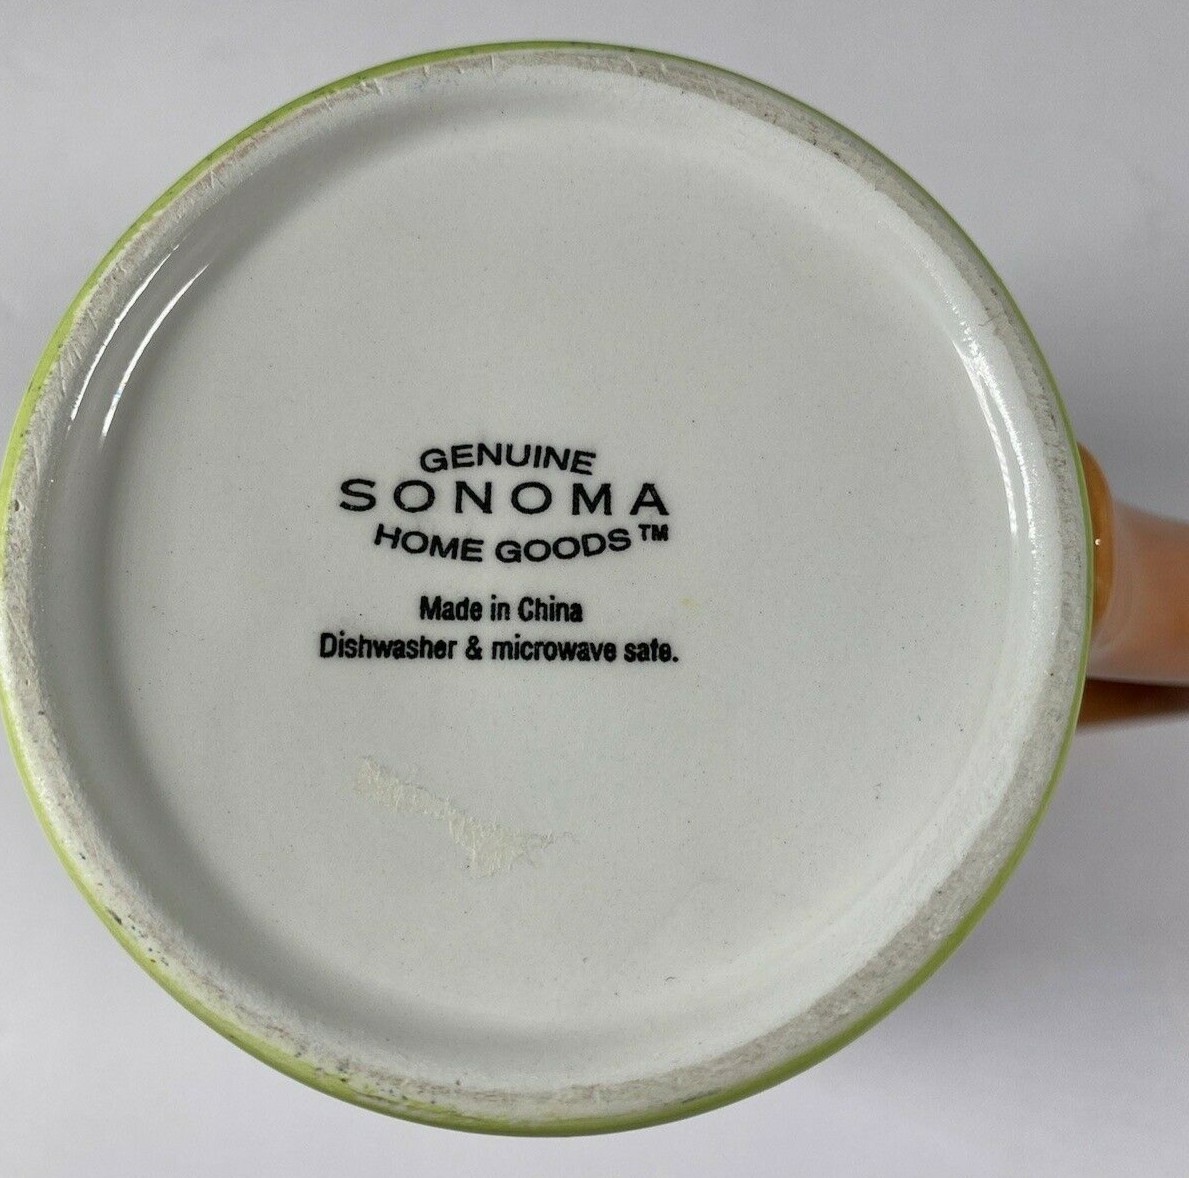 GENUINE
SONOMA
HOME GOODS™
Made in China
Dishwasher & microwave safe.